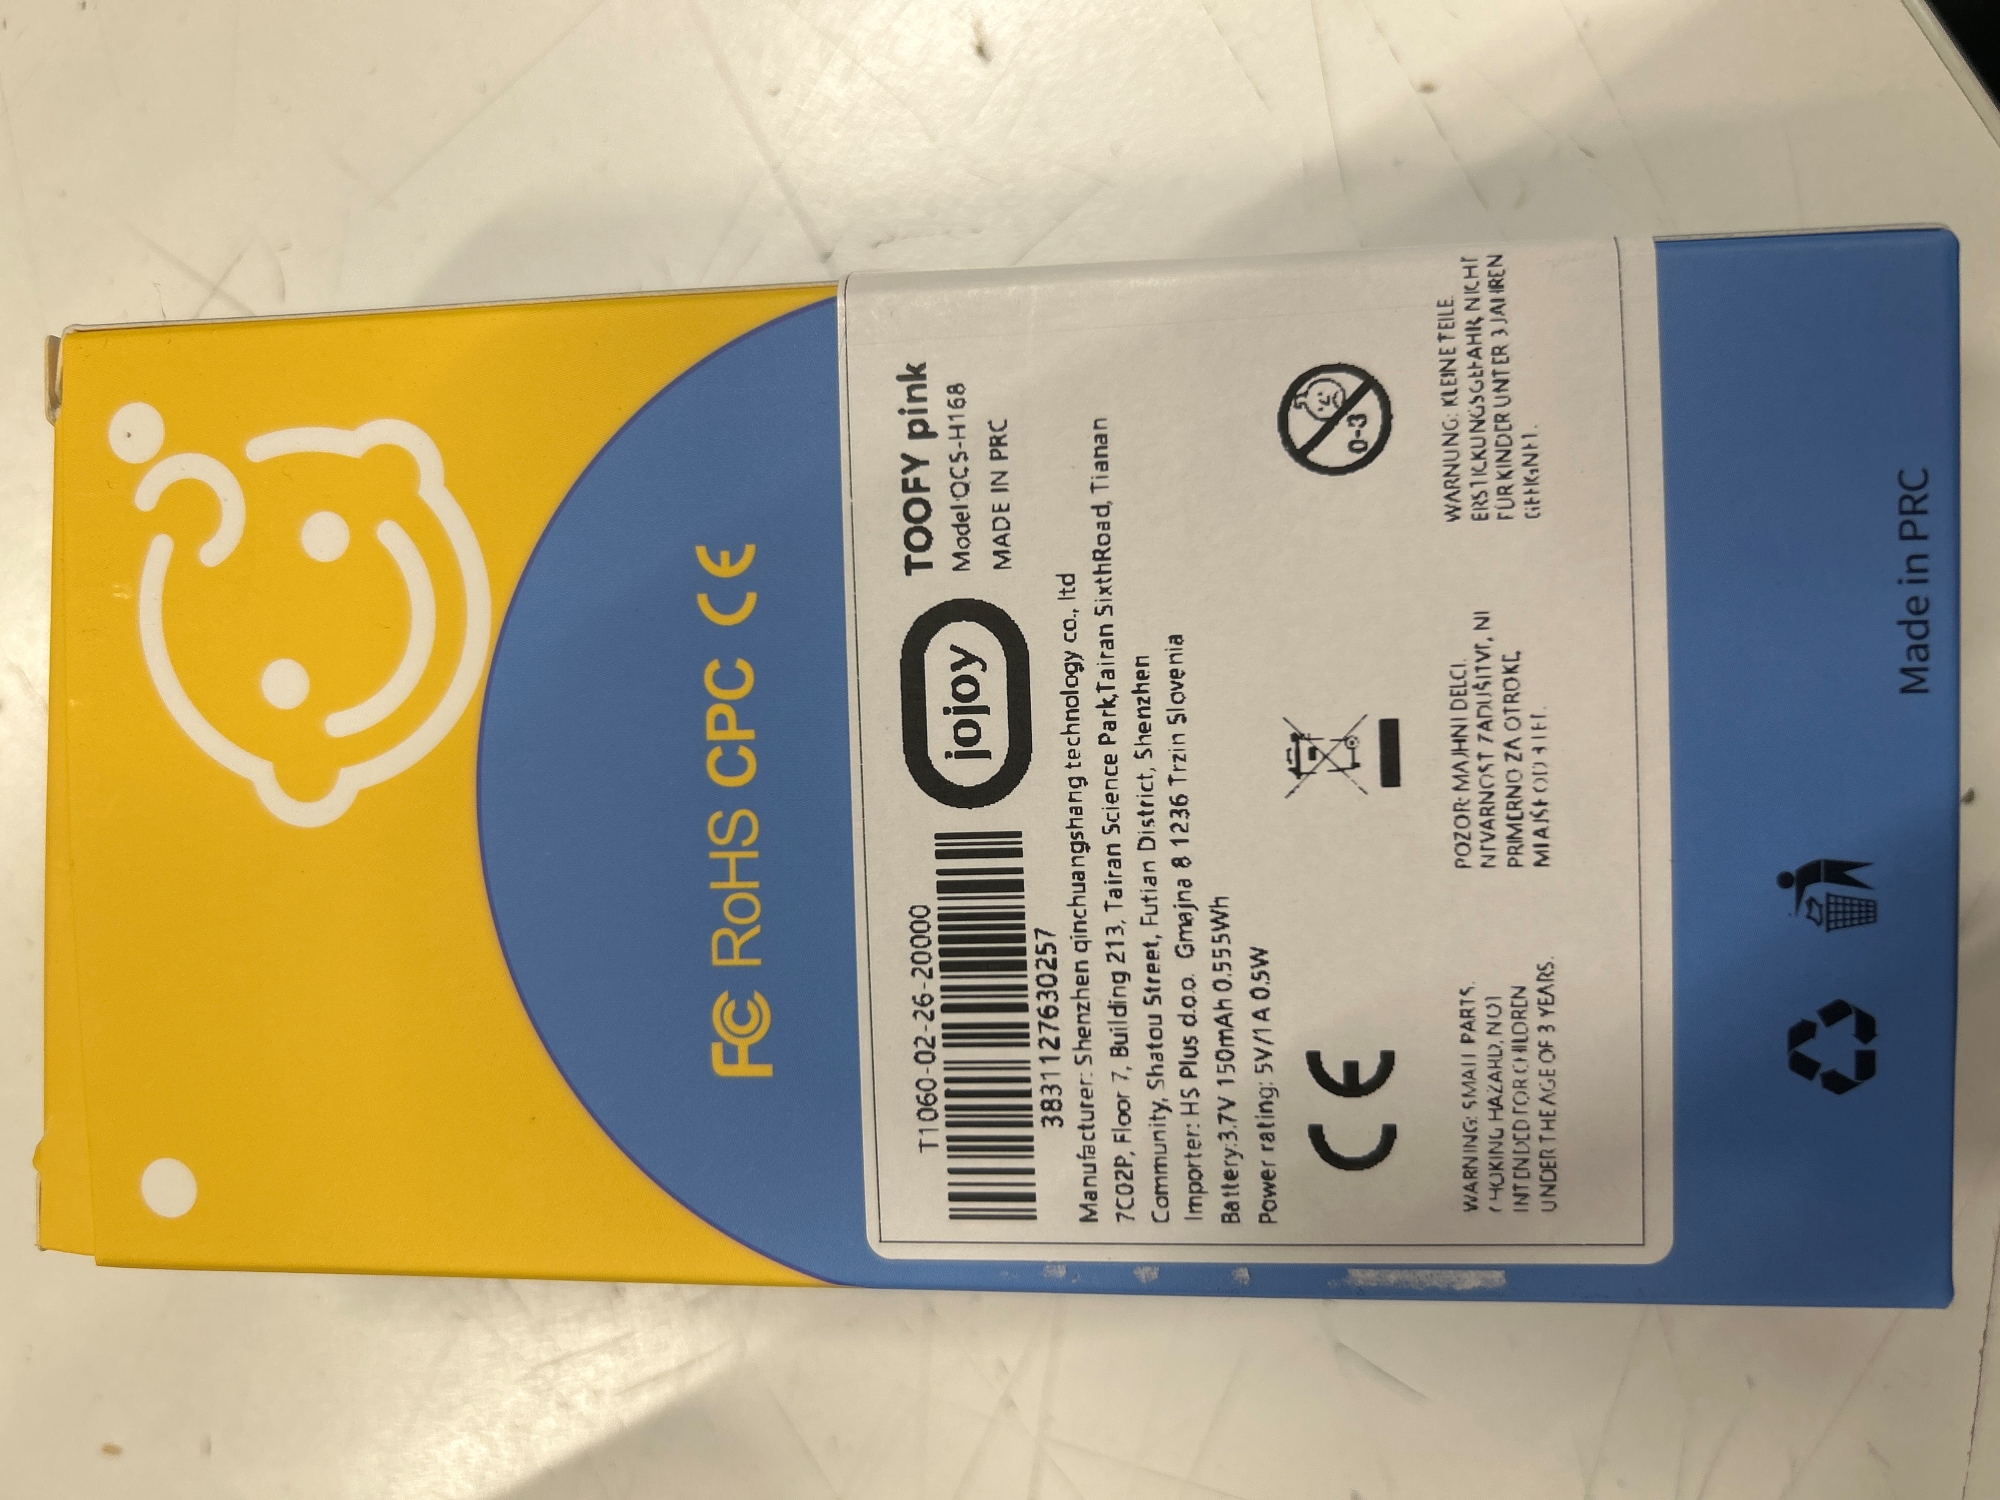 FC RoHS CPC CE
T1060-02-26-20000
3831127630257
jojoy
TOOFY pink
Model:QCS-H168
MADE IN PRC
Manufacturer: Shenzhen qinchuangshang technology co., ltd
7C02P, Floor 7, Building 213, Tairan Science Park,Tairan SixthRoad, Tianan
Community, Shatou Street, Futian District, Shenzhen
Importer: HS Plus d.o.o. Gmajna 8 1236 Trzin Slovenia
Battery:3.7V 150mAh 0.555Wh
Power rating: 5V/1A 0.5W
CE
0-3
WARNING: SMALL PARTS.
CHOKING HAZARD, NOT
INTENDED FOR CHILDREN
UNDER THE AGE OF 3 YEARS.
POZOR: MAJHNI DELCI.
NEVARNOST ZADUŠITVE, NI
PRIMERNO ZA OTROKE
MLAJŠE OD 3 LET.
WARNUNG: KLEINE TEILE.
ERSTICKUNGSGEFAHR, NICHT
FÜR KINDER UNTER 3 JAHREN
GEEIGNET.
Made in PRC